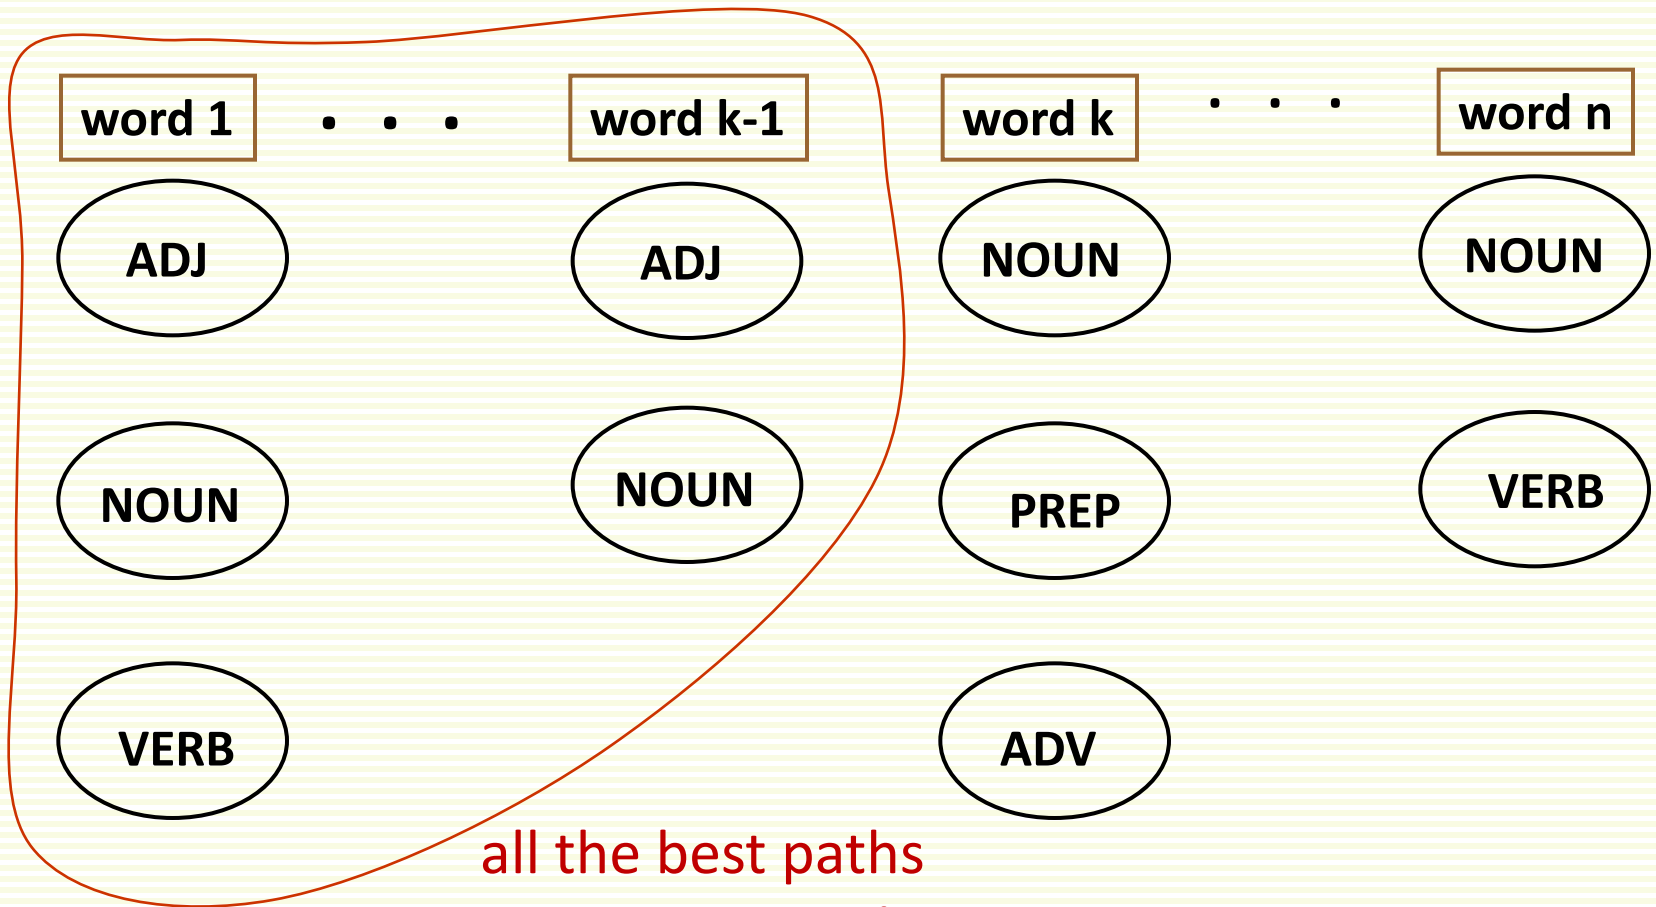 word 1 . . . word k-1 word k . . . word n
ADJ ADJ NOUN NOUN
NOUN NOUN PREP VERB
VERB ADV
all the best paths